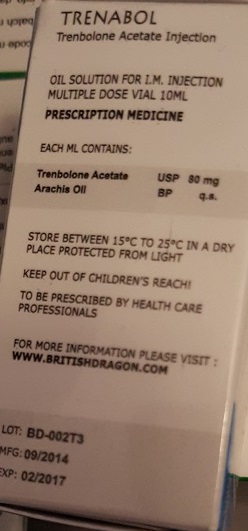 TRENABOL
Trenbolone Acetate Injection
OIL SOLUTION FOR I.M. INJECTION
MULTIPLE DOSE VIAL 10ML
PRESCRIPTION MEDICINE
EACH ML CONTAINS:
Trenbolone Acetate USP 80 mg
Arachis Oil BP q.s.
STORE BETWEEN 15°C TO 25°C IN A DRY
PLACE PROTECTED FROM LIGHT
KEEP OUT OF CHILDREN'S REACH!
TO BE PRESCRIBED BY HEALTH CARE
PROFESSIONALS
FOR MORE INFORMATION PLEASE VISIT :
WWW.BRITISHDRAGON.COM
LOT: BD-002T3
MFG: 09/2014
EXP: 02/2017